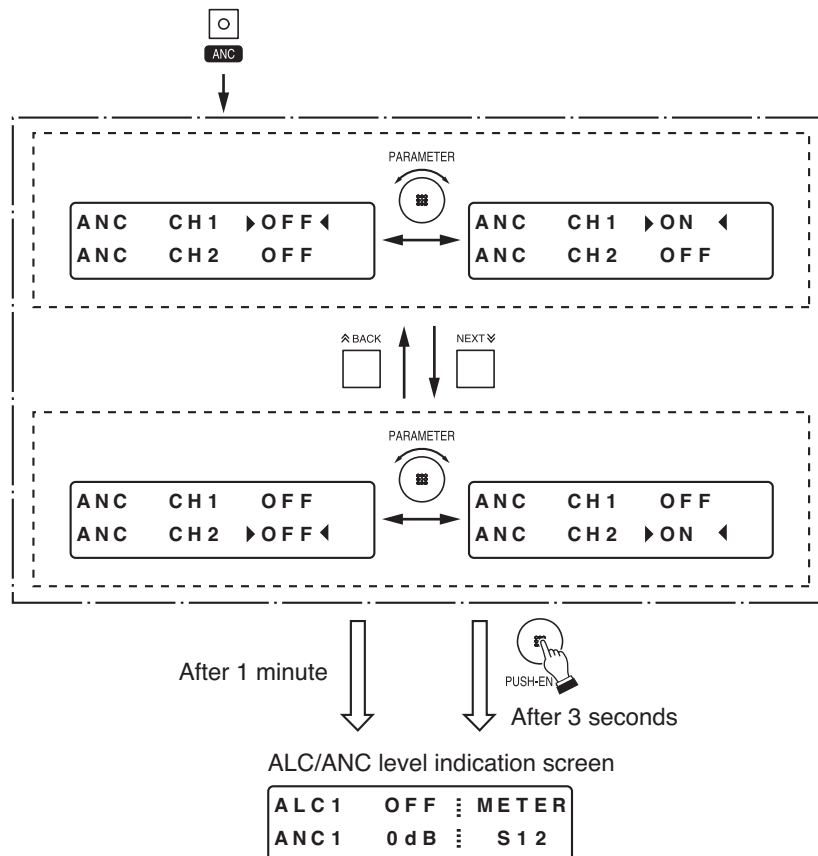 ANC
PARAMETER
ANC CH1 OFF
ANC CH2 OFF
ANC CH1 ON
ANC CH2 OFF
BACK
NEXT
PARAMETER
ANC CH1 OFF
ANC CH2 OFF
ANC CH1 OFF
ANC CH2 ON
After 1 minute
PUSH-EN
After 3 seconds
ALC/ANC level indication screen
ALC1 OFF METER
ANC1 0dB S12